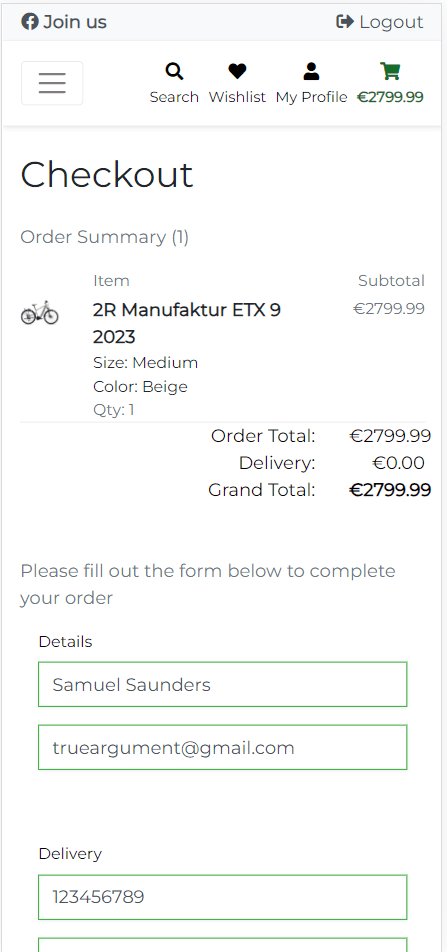 Join us
Logout
Search
Wishlist
My Profile
€2799.99
Checkout
Order Summary (1)
Item
Subtotal
2R Manufaktur ETX 9
€2799.99
2023
Size: Medium
Color: Beige
Qty: 1
Order Total: €2799.99
Delivery: €0.00
Grand Total: €2799.99
Please fill out the form below to complete
your order
Details
Samuel Saunders
trueargument@gmail.com
Delivery
123456789